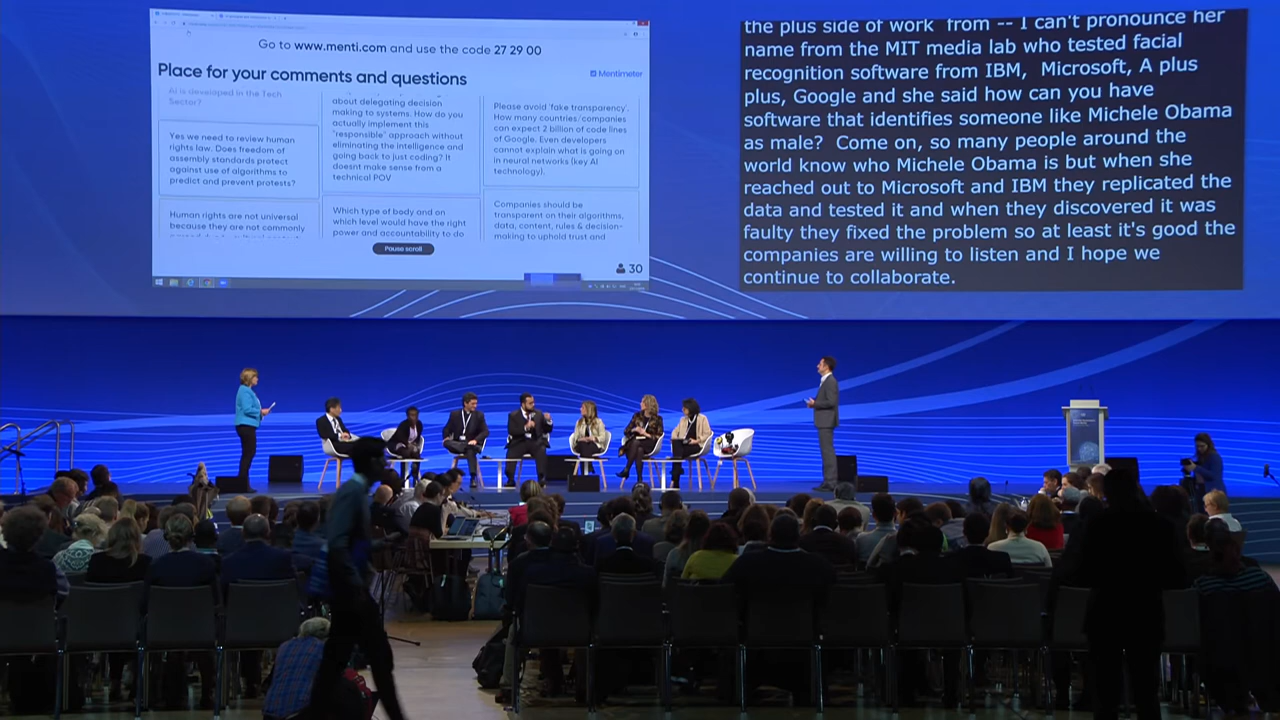 Go to www.menti.com and use the code 27 29 00
Place for your comments and questions
Mentimeter
AI is developed in the Tech
Sector?
Yes we need to review human
rights law. Does freedom of
assembly standards protect
against use of algorithms to
predict and prevent protests?
Human rights are not universal
because they are not commonly
about delegating decision
making to systems. How do you
actually implement this
"responsible" approach without
eliminating the intelligence and
going back to just coding? It
doesnt make sense from a
technical POV
Which type of body and on
which level would have the right
power and accountability to do
Please avoid 'fake transparency'.
How many countries/companies
can expect 2 billion of code lines
of Google. Even developers
cannot explain what is going on
in neural networks (key AI
technology).
Companies should be
transparent on their algorithms,
data, content, rules & decision-
making to uphold trust and
Pause scroll
30
the plus side of work from -- I can't pronounce her
name from the MIT media lab who tested facial
recognition software from IBM, Microsoft, A plus
plus, Google and she said how can you have
software that identifies someone like Michele Obama
as male? Come on, so many people around the
world know who Michele Obama is but when she
reached out to Microsoft and IBM they replicated the
data and tested it and when they discovered it was
faulty they fixed the problem so at least it's good the
companies are willing to listen and I hope we
continue to collaborate.